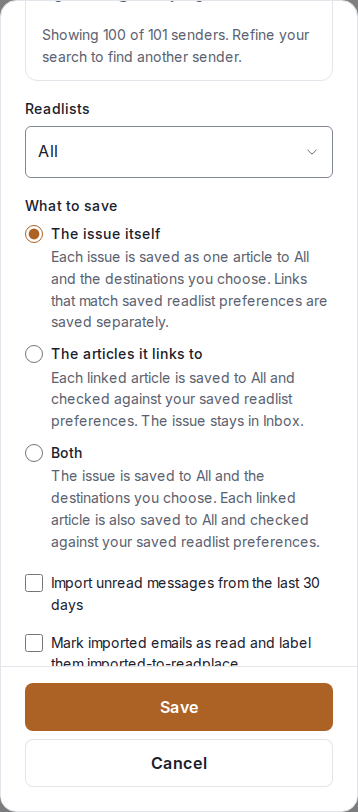 Showing 100 of 101 senders. Refine your
search to find another sender.
Readlists
All
What to save
The issue itself
Each issue is saved as one article to All
and the destinations you choose. Links
that match saved readlist preferences are
saved separately.
The articles it links to
Each linked article is saved to All and
checked against your saved readlist
preferences. The issue stays in Inbox.
Both
The issue is saved to All and the
destinations you choose. Each linked
article is also saved to All and checked
against your saved readlist preferences.
Import unread messages from the last 30
days
Mark imported emails as read and label
them imported-to-readplace
Save
Cancel